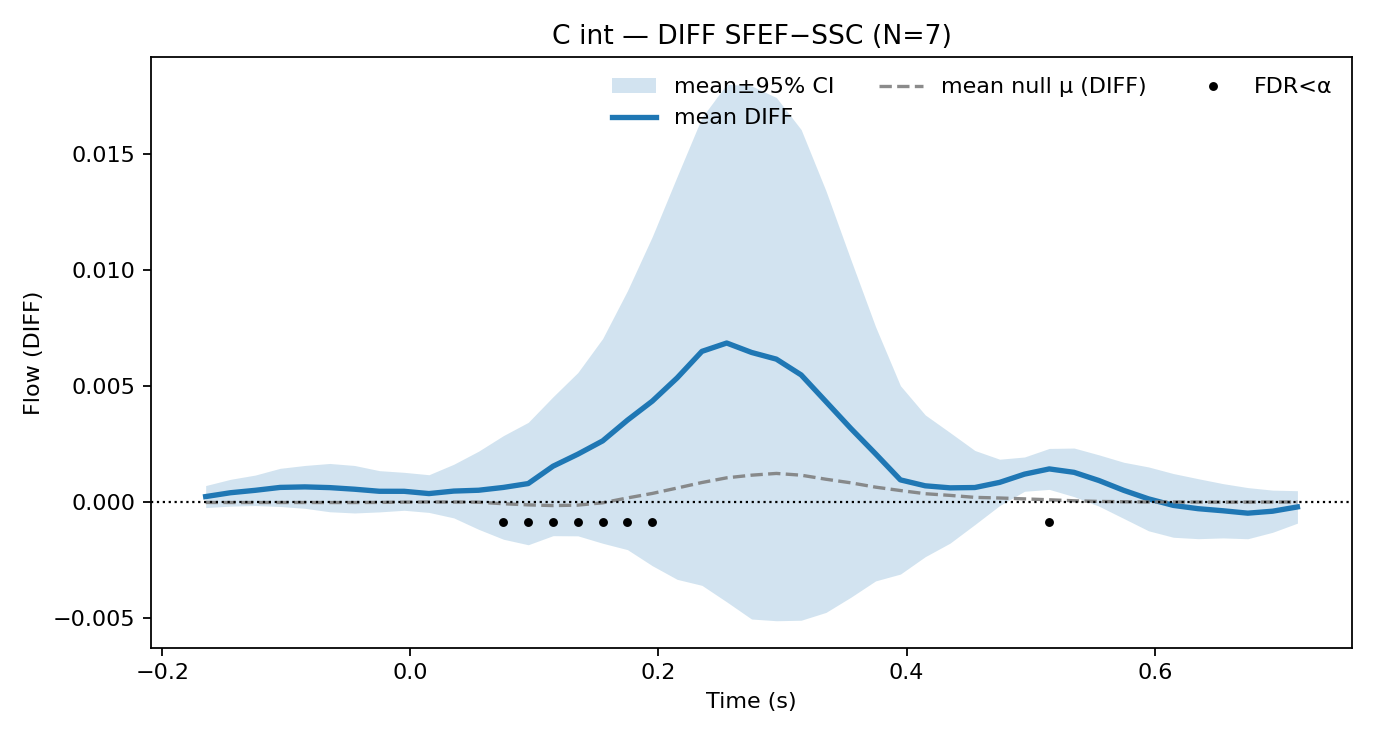 C int — DIFF SFEF−SSC (N=7)
mean±95% CI
mean DIFF
mean null μ (DIFF)
FDR<α
Flow (DIFF)
0.015
0.010
0.005
0.000
−0.005
−0.2
0.0
0.2
0.4
0.6
Time (s)